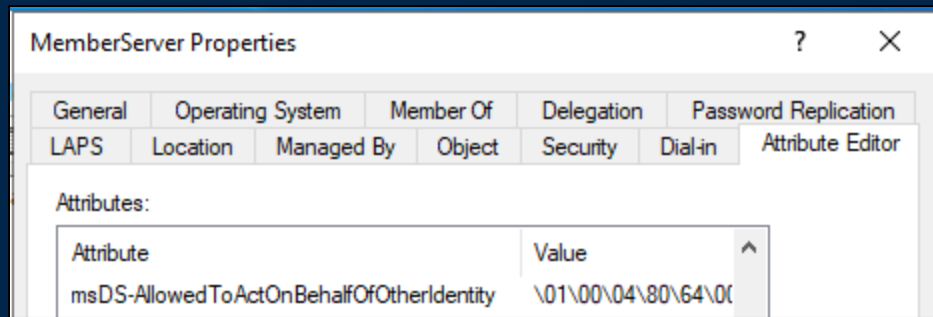 MemberServer Properties ? ×
General Operating System Member Of Delegation Password Replication
LAPS Location Managed By Object Security Dial-in Attribute Editor
Attributes:
Attribute Value
msDS-AllowedToActOnBehalfOfOtherIdentity \01\00\04\80\64\00